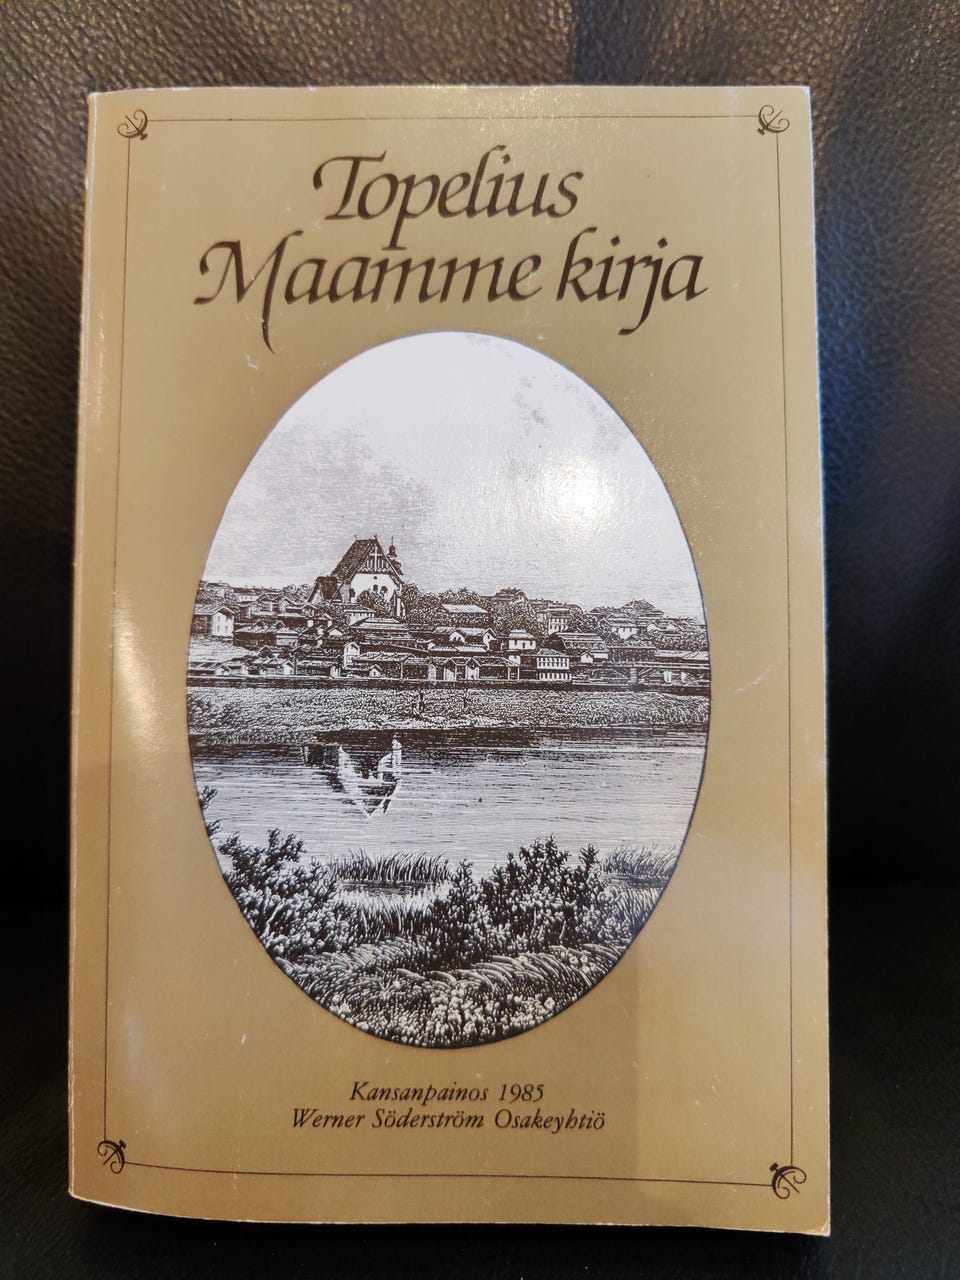 Topelius
Maamme kirja
Kansanpainos 1985
Werner Söderström Osakeyhtiö